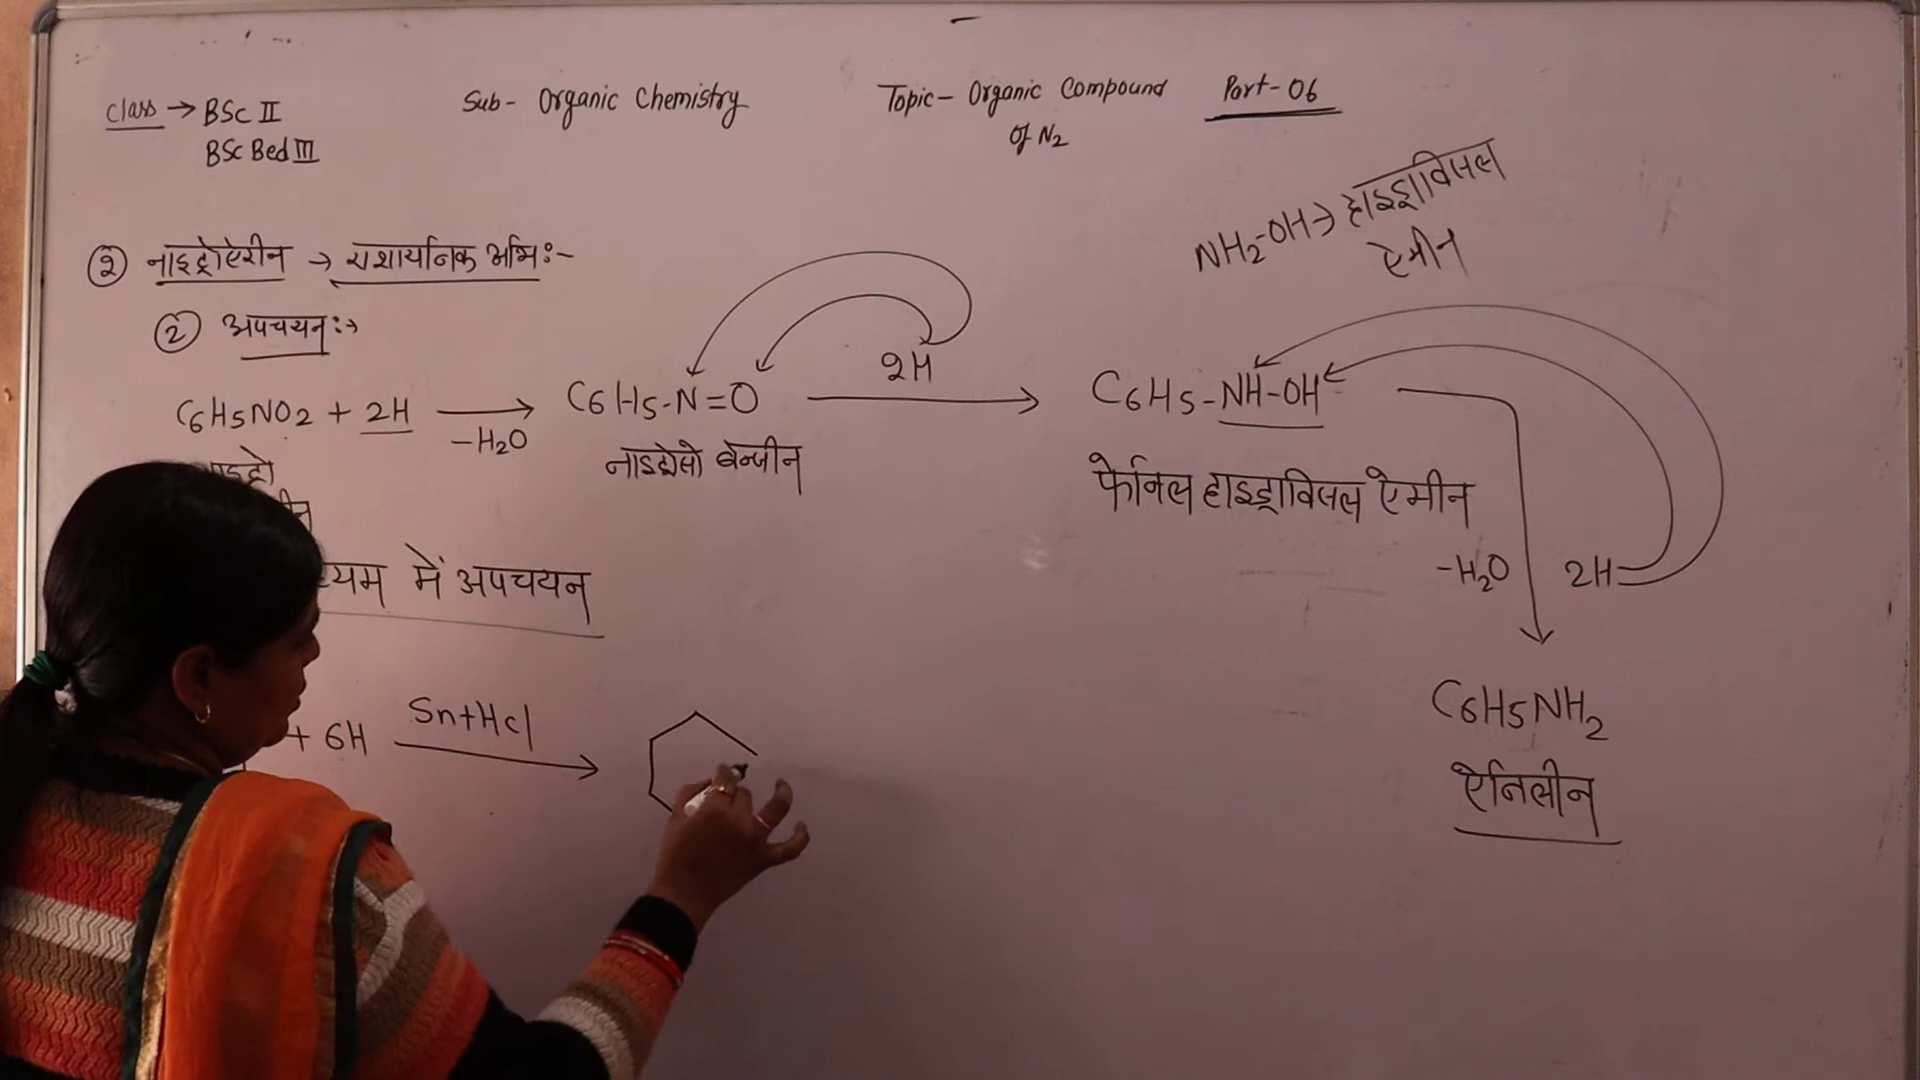 Class → BSc II
BSc Bed III
Sub- Organic Chemistry
Topic- Organic Compound
of N2
Part-06
NH2-OH → हाइड्राक्सिल
ऐमीन
② नाइट्रोऐरीन → राशायनिक अभिः-
② अपचयन् :→
C6H5NO2 + 2H
-H2O
C6H5-N=O
2H
C6H5-NH-OH
नाइट्रोसो बेन्जीन
फेनिल हाइड्राक्सिल ऐमीन
में अपचयन
-H2O
2H
C6H5NH2
ऐनिलीन
+ 6H
Sn+HCl